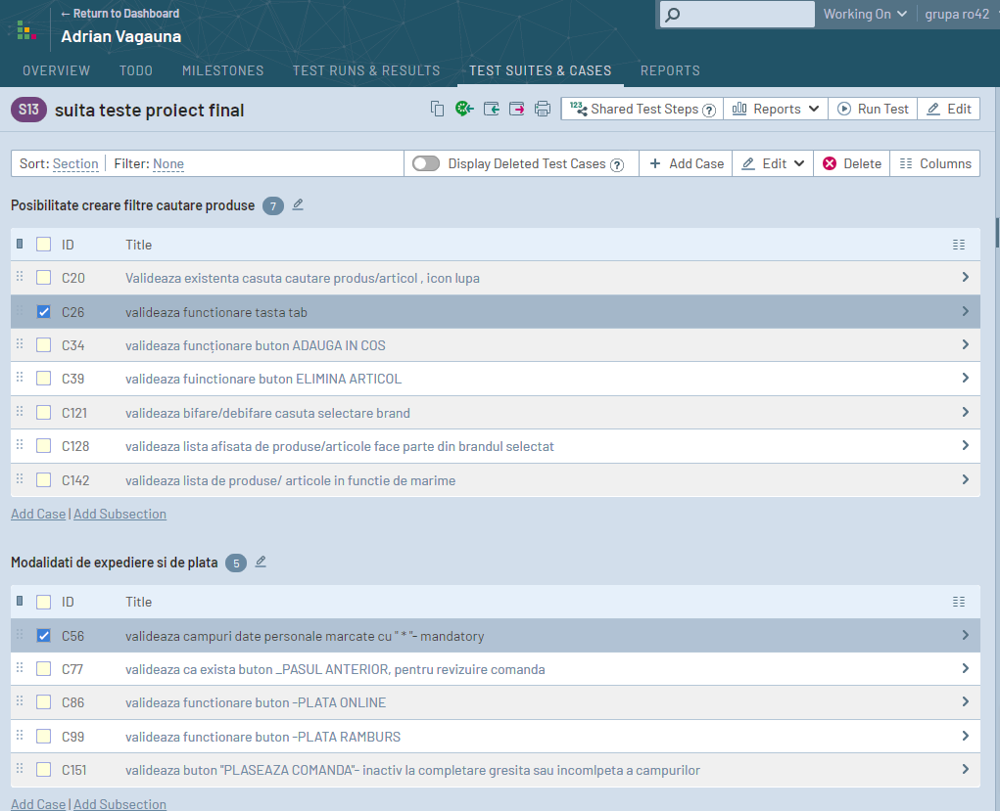 ← Return to Dashboard
Adrian Vagauna
Working On
grupa ro42
OVERVIEW TODO MILESTONES TEST RUNS & RESULTS TEST SUITES & CASES REPORTS
S13 suita teste proiect final
123 Shared Test Steps ? Reports Run Test Edit
Sort: Section Filter: None Display Deleted Test Cases ? + Add Case Edit Delete Columns
Posibilitate creare filtre cautare produse 7
ID Title
C20 Valideaza existenta casuta cautare produs/articol , icon lupa
C26 valideaza functionare tasta tab
C34 valideaza funcționare buton ADAUGA IN COS
C39 valideaza fuinctionare buton ELIMINA ARTICOL
C121 valideaza bifare/debifare casuta selectare brand
C128 valideaza lista afisata de produse/articole face parte din brandul selectat
C142 valideaza lista de produse/ articole in functie de marime
Add Case | Add Subsection
Modalidati de expediere si de plata 5
ID Title
C56 valideaza campuri date personale marcate cu " * "- mandatory
C77 valideaza ca exista buton _PASUL ANTERIOR, pentru revizuire comanda
C86 valideaza functionare buton -PLATA ONLINE
C99 valideaza functionare buton -PLATA RAMBURS
C151 valideaza buton "PLASEAZA COMANDA"- inactiv la completare gresita sau incomlpeta a campurilor
Add Case | Add Subsection